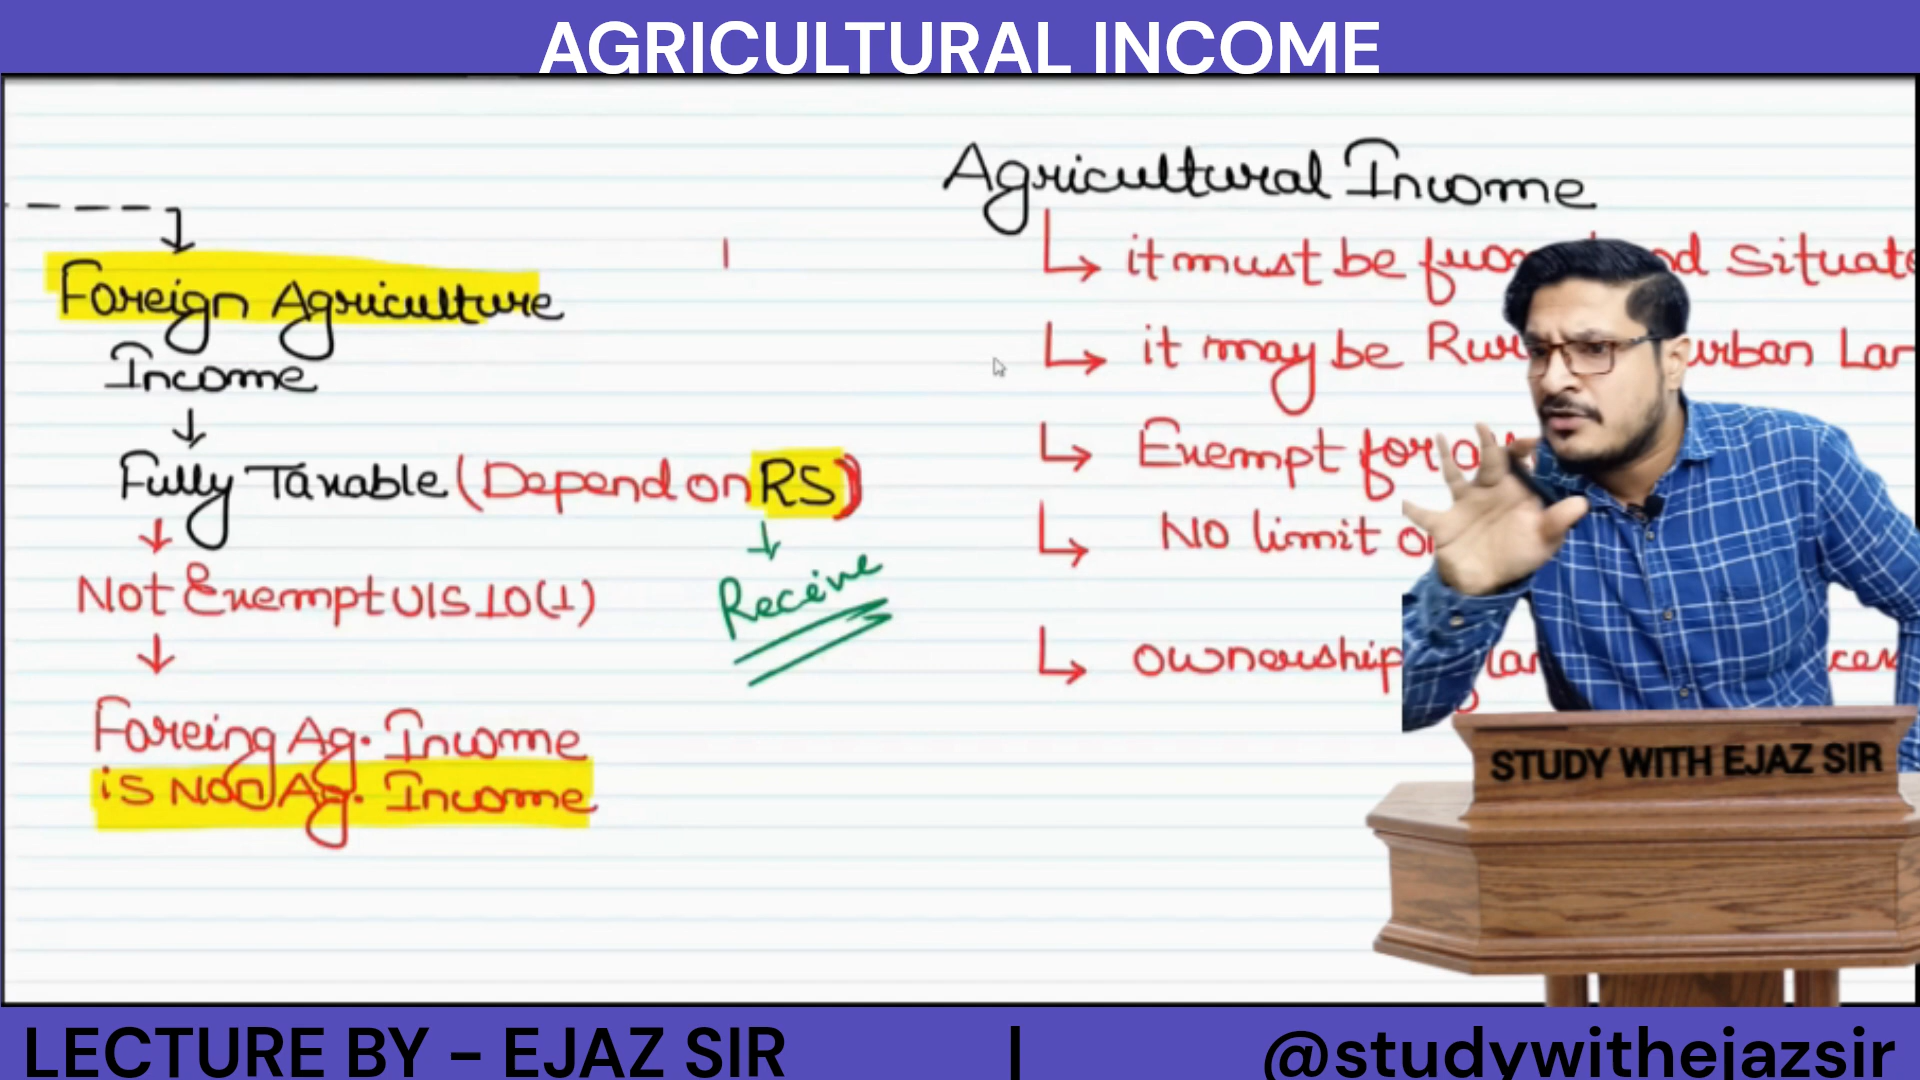 AGRICULTURAL INCOME
Foreign Agriculture
Income
Fully Taxable (Depend on RS)
Receive
Not Exempt U/S 10(1)
Foreing Ag. Income
is Non Ag. Income
Agricultural Income
it must be
Situate
it may be
urban Lan
Exempt for
No limit
ownership
STUDY WITH EJAZ SIR
LECTURE BY - EJAZ SIR | @studywithejazsir